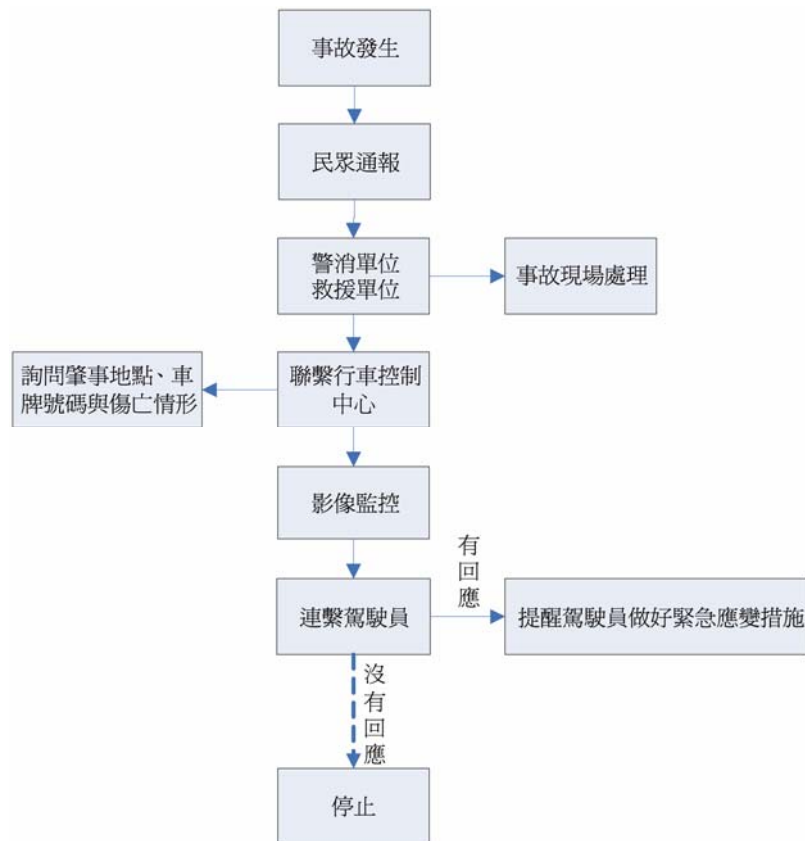 事故發生
民眾通報
警消單位
救援單位
事故現場處理
詢問肇事地點、車
牌號碼與傷亡情形
聯繫行車控制
中心
影像監控
連繫駕駛員
有回應
提醒駕駛員做好緊急應變措施
沒有回應
停止